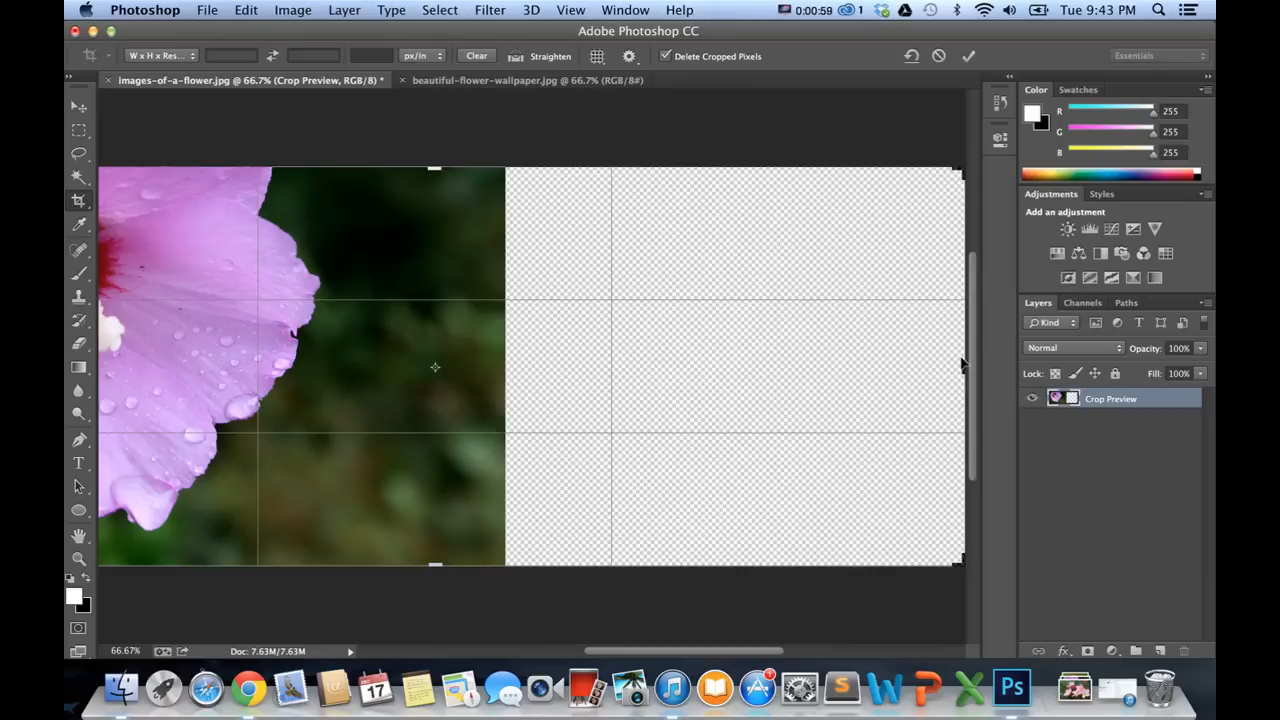 Photoshop File Edit Image Layer Type Select Filter 3D View Window Help 0:00:59 1 Tue 9:43 PM
Adobe Photoshop CC
W x H x Res... px/in Clear Straighten Delete Cropped Pixels Essentials
images-of-a-flower.jpg @ 66.7% (Crop Preview, RGB/8) * beautiful-flower-wallpaper.jpg @ 66.7% (RGB/8#)
Color Swatches
R 255
G 255
B 255
Adjustments Styles
Add an adjustment
Layers Channels Paths
Kind
Normal Opacity: 100%
Lock: Fill: 100%
Crop Preview
66.67% Doc: 7.63M/7.63M
17
1
Ps